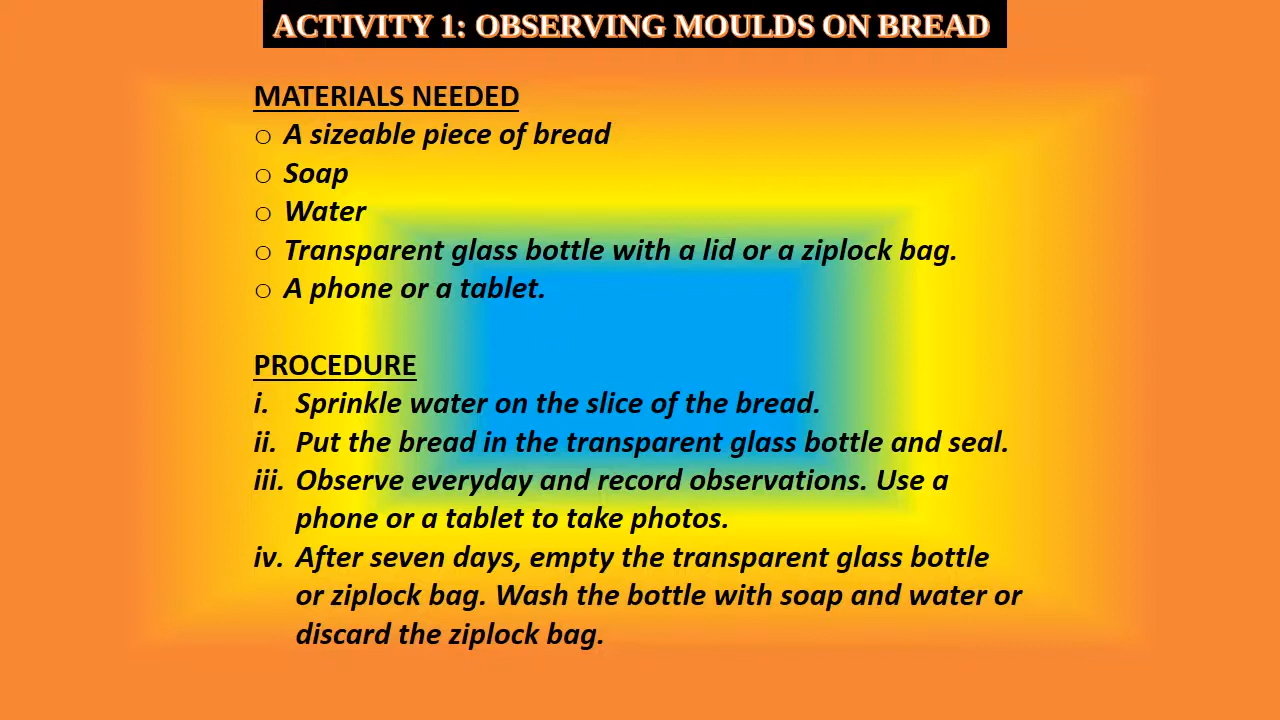 ACTIVITY 1: OBSERVING MOULDS ON BREAD
MATERIALS NEEDED
o A sizeable piece of bread
o Soap
o Water
o Transparent glass bottle with a lid or a ziplock bag.
o A phone or a tablet.
PROCEDURE
i. Sprinkle water on the slice of the bread.
ii. Put the bread in the transparent glass bottle and seal.
iii. Observe everyday and record observations. Use a
phone or a tablet to take photos.
iv. After seven days, empty the transparent glass bottle
or ziplock bag. Wash the bottle with soap and water or
discard the ziplock bag.